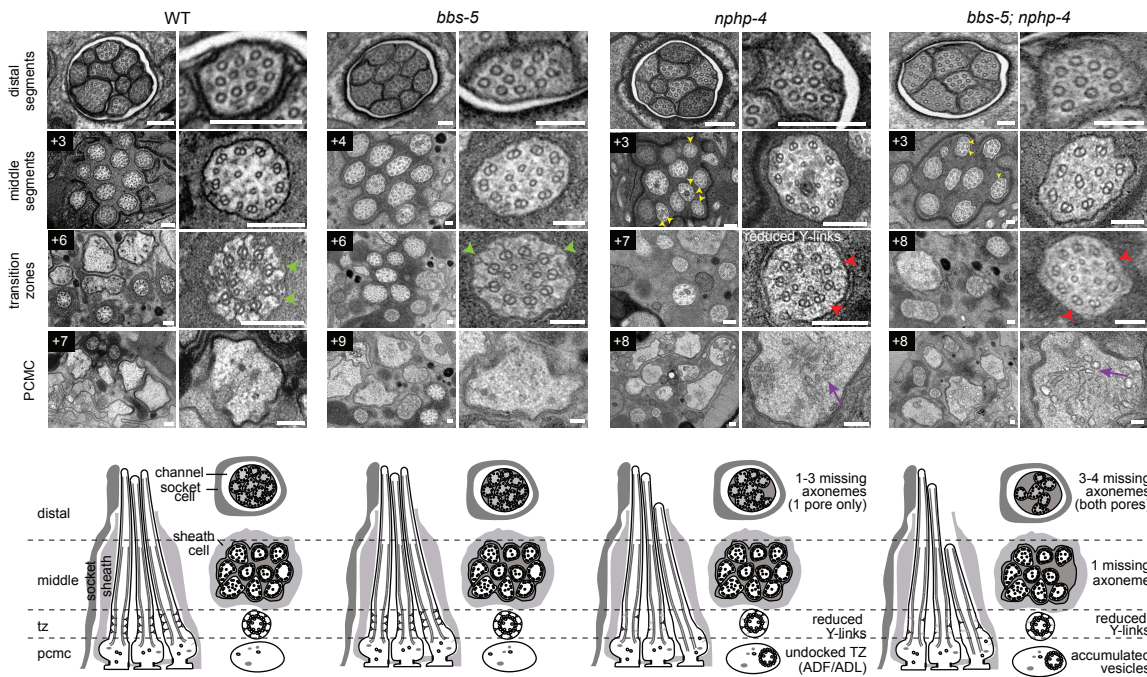 WT
bbs-5
nphp-4
bbs-5; nphp-4
distal
segments
middle
segments
+3
+4
+3
+3
transition
zones
+6
+6
+7
reduced Y-links
+8
PCMC
+7
+9
+8
+8
channel
socket
cell
distal
1-3 missing
axonemes
(1 pore only)
3-4 missing
axonemes
(both pores)
sheath
cell
socket
sheath
middle
1 missing
axoneme
tz
reduced
Y-links
reduced
Y-links
pcmc
undocked TZ
(ADF/ADL)
accumulated
vesicles